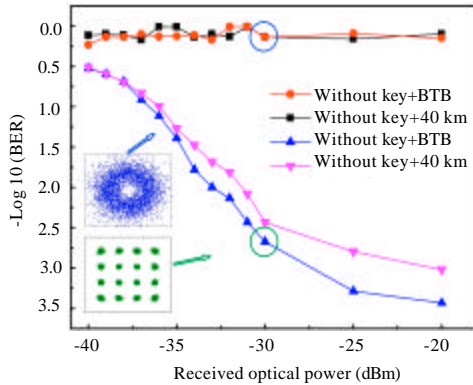 0.0
0.5
1.0
1.5
2.0
2.5
3.0
3.5
-Log 10 (BER)
Without key+BTB
Without key+40 km
Without key+BTB
Without key+40 km
-40 -35 -30 -25 -20
Received optical power (dBm)